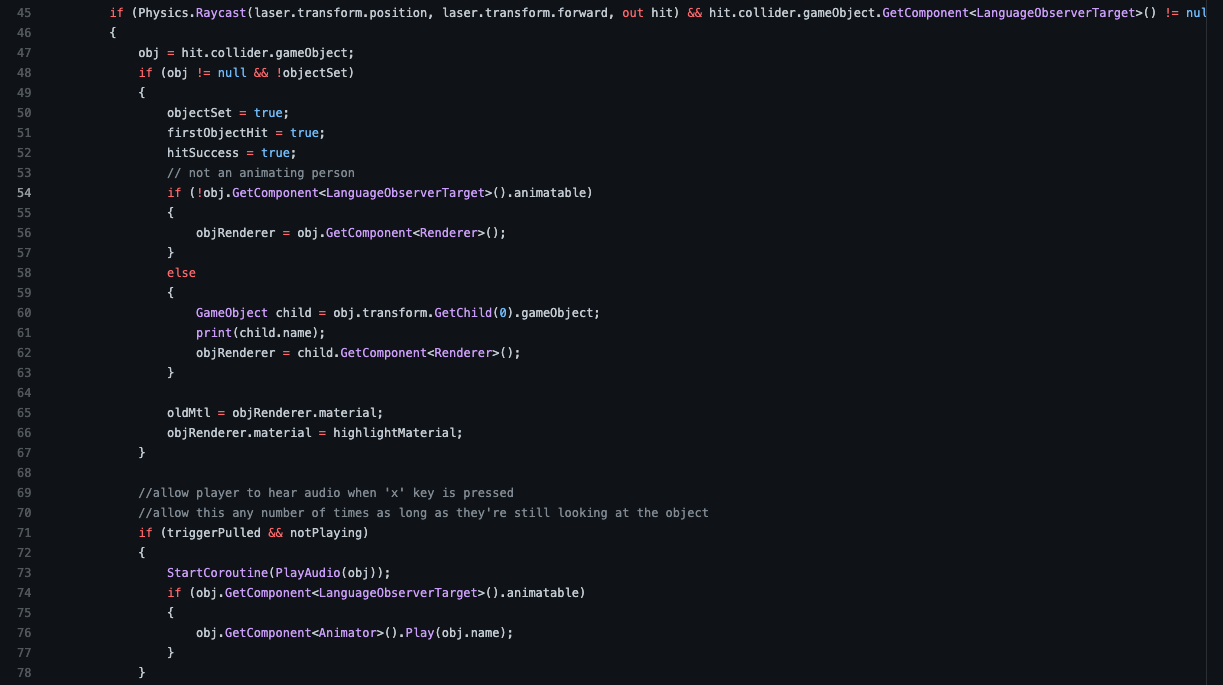 45 if (Physics.Raycast(laser.transform.position, laser.transform.forward, out hit) && hit.collider.gameObject.GetComponent<LanguageObserverTarget>() != nul
46 {
47 obj = hit.collider.gameObject;
48 if (obj != null && !objectSet)
49 {
50 objectSet = true;
51 firstObjectHit = true;
52 hitSuccess = true;
53 // not an animating person
54 if (!obj.GetComponent<LanguageObserverTarget>().animatable)
55 {
56 objRenderer = obj.GetComponent<Renderer>();
57 }
58 else
59 {
60 GameObject child = obj.transform.GetChild(0).gameObject;
61 print(child.name);
62 objRenderer = child.GetComponent<Renderer>();
63 }
64
65 oldMtl = objRenderer.material;
66 objRenderer.material = highlightMaterial;
67 }
68
69 //allow player to hear audio when 'x' key is pressed
70 //allow this any number of times as long as they're still looking at the object
71 if (triggerPulled && notPlaying)
72 {
73 StartCoroutine(PlayAudio(obj));
74 if (obj.GetComponent<LanguageObserverTarget>().animatable)
75 {
76 obj.GetComponent<Animator>().Play(obj.name);
77 }
78 }